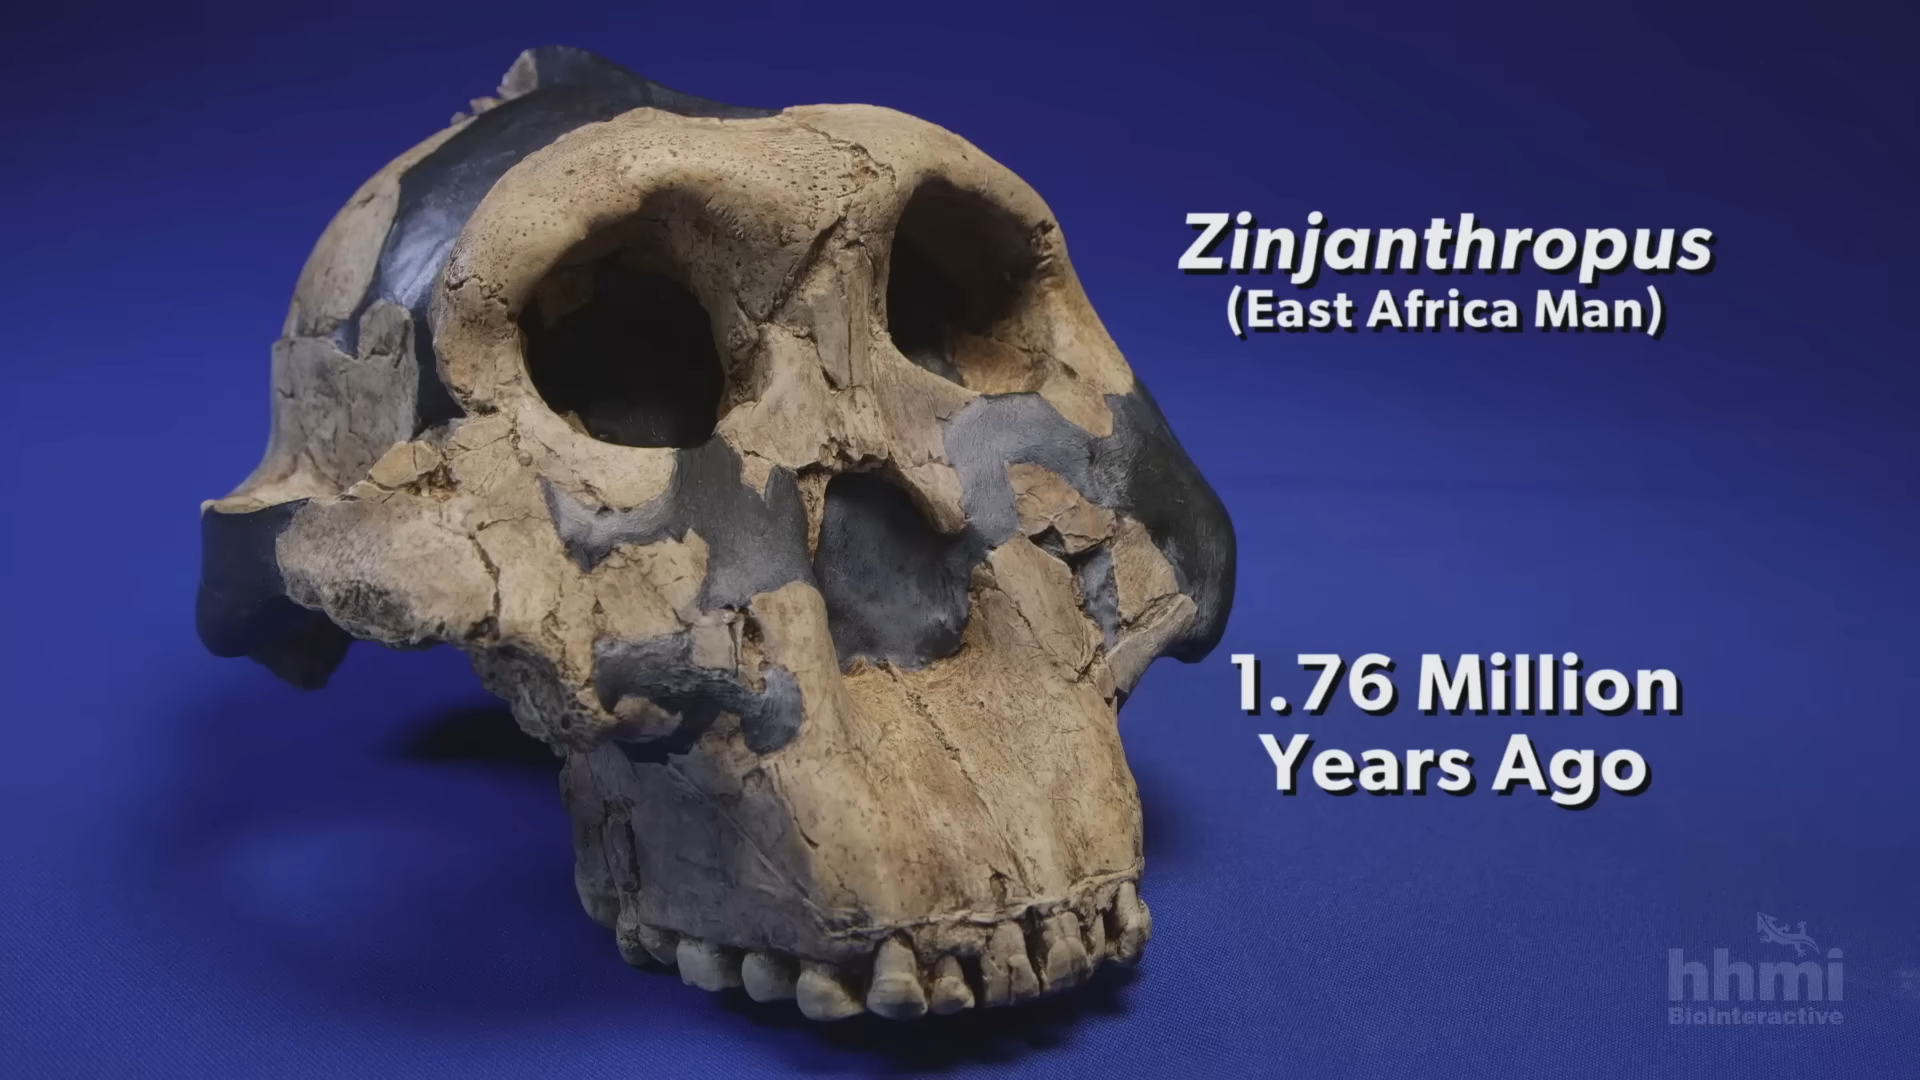 Zinjanthropus
(East Africa Man)
1.76 Million
Years Ago
hhmi
BioInteractive